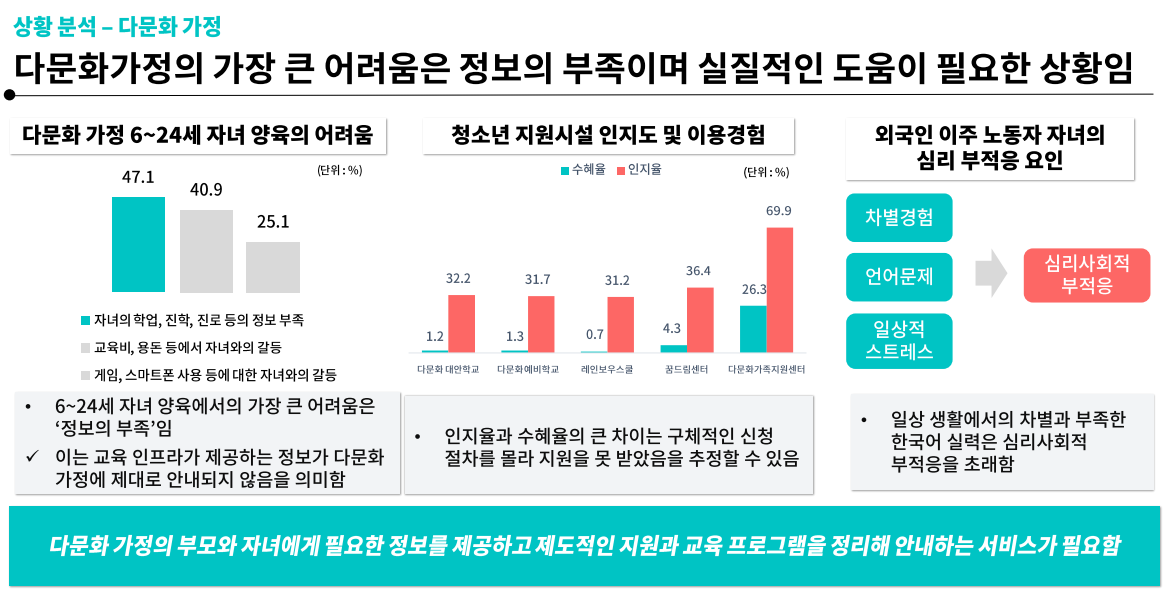 상황 분석 – 다문화 가정
다문화가정의 가장 큰 어려움은 정보의 부족이며 실질적인 도움이 필요한 상황임
다문화 가정 6~24세 자녀 양육의 어려움
(단위 : %)
47.1
40.9
25.1
자녀의 학업, 진학, 진로 등의 정보 부족
교육비, 용돈 등에서 자녀와의 갈등
게임, 스마트폰 사용 등에 대한 자녀와의 갈등
• 6~24세 자녀 양육에서의 가장 큰 어려움은
‘정보의 부족’임
✓ 이는 교육 인프라가 제공하는 정보가 다문화
가정에 제대로 안내되지 않음을 의미함
청소년 지원시설 인지도 및 이용경험
수혜율 인지율
(단위 : %)
1.2 32.2
1.3 31.7
0.7 31.2
4.3 36.4
26.3 69.9
다문화 대안학교 다문화 예비학교 레인보우스쿨 꿈드림센터 다문화가족지원센터
• 인지율과 수혜율의 큰 차이는 구체적인 신청
절차를 몰라 지원을 못 받았음을 추정할 수 있음
외국인 이주 노동자 자녀의
심리 부적응 요인
차별경험
언어문제
일상적
스트레스
심리사회적
부적응
• 일상 생활에서의 차별과 부족한
한국어 실력은 심리사회적
부적응을 초래함
다문화 가정의 부모와 자녀에게 필요한 정보를 제공하고 제도적인 지원과 교육 프로그램을 정리해 안내하는 서비스가 필요함